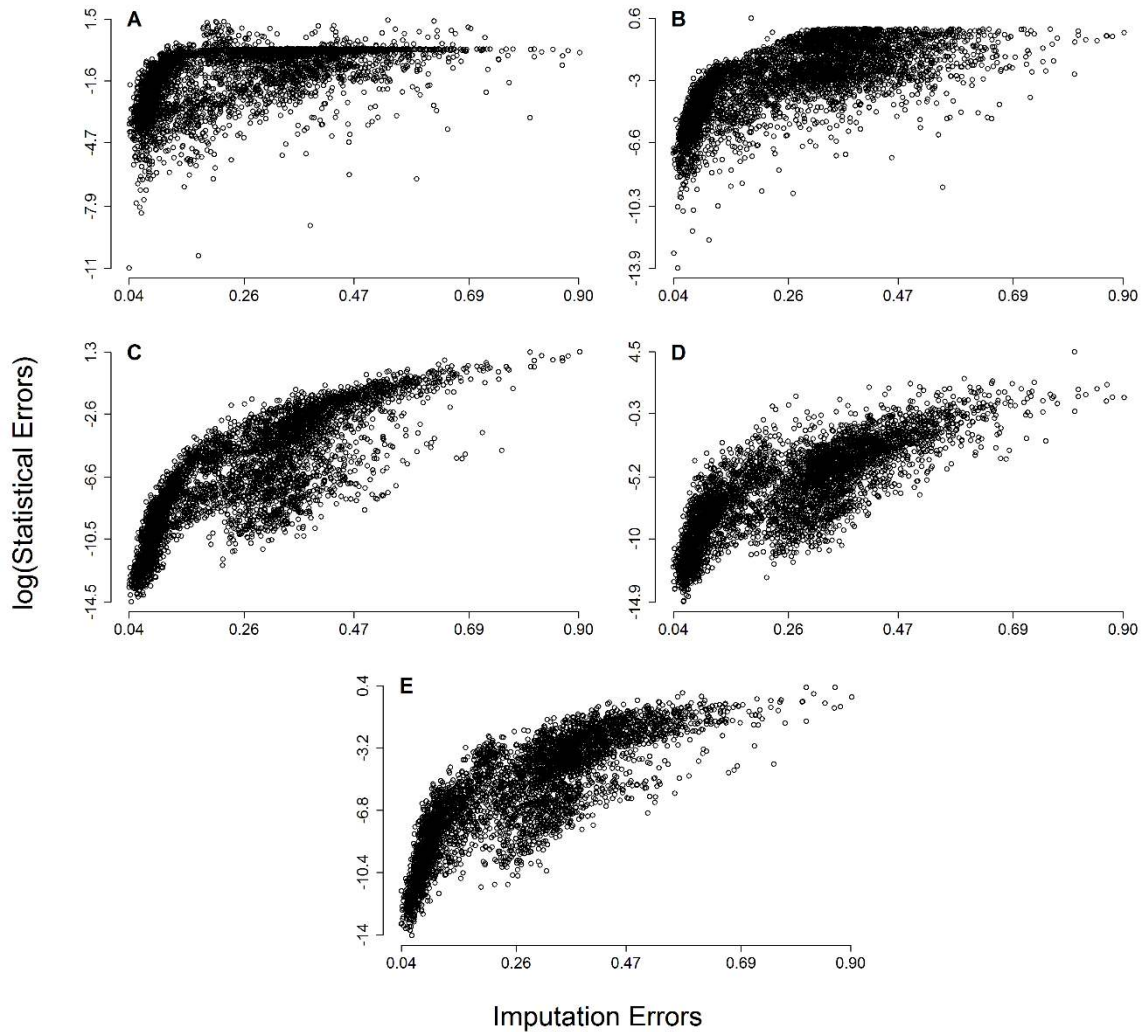 A
1.5
-1.6
-4.7
-7.9
-11
0.04 0.26 0.47 0.69 0.90
B
0.6
-3
-6.6
-10.3
-13.9
0.04 0.26 0.47 0.69 0.90
log(Statistical Errors)
C
1.3
-2.6
-6.6
-10.5
-14.5
0.04 0.26 0.47 0.69 0.90
D
4.5
-0.3
-5.2
-10
-14.9
0.04 0.26 0.47 0.69 0.90
E
0.4
-3.2
-6.8
-10.4
-14
0.04 0.26 0.47 0.69 0.90
Imputation Errors